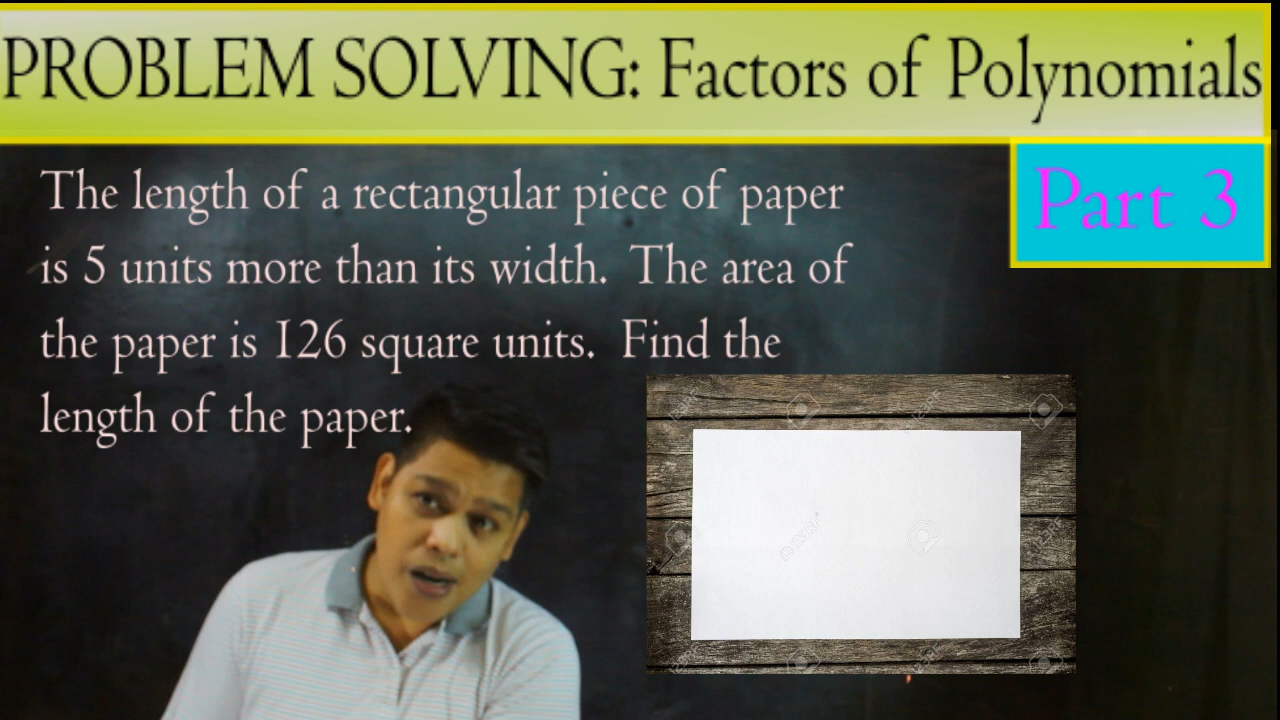 PROBLEM SOLVING: Factors of Polynomials
Part 3
The length of a rectangular piece of paper
is 5 units more than its width. The area of
the paper is 126 square units. Find the
length of the paper.